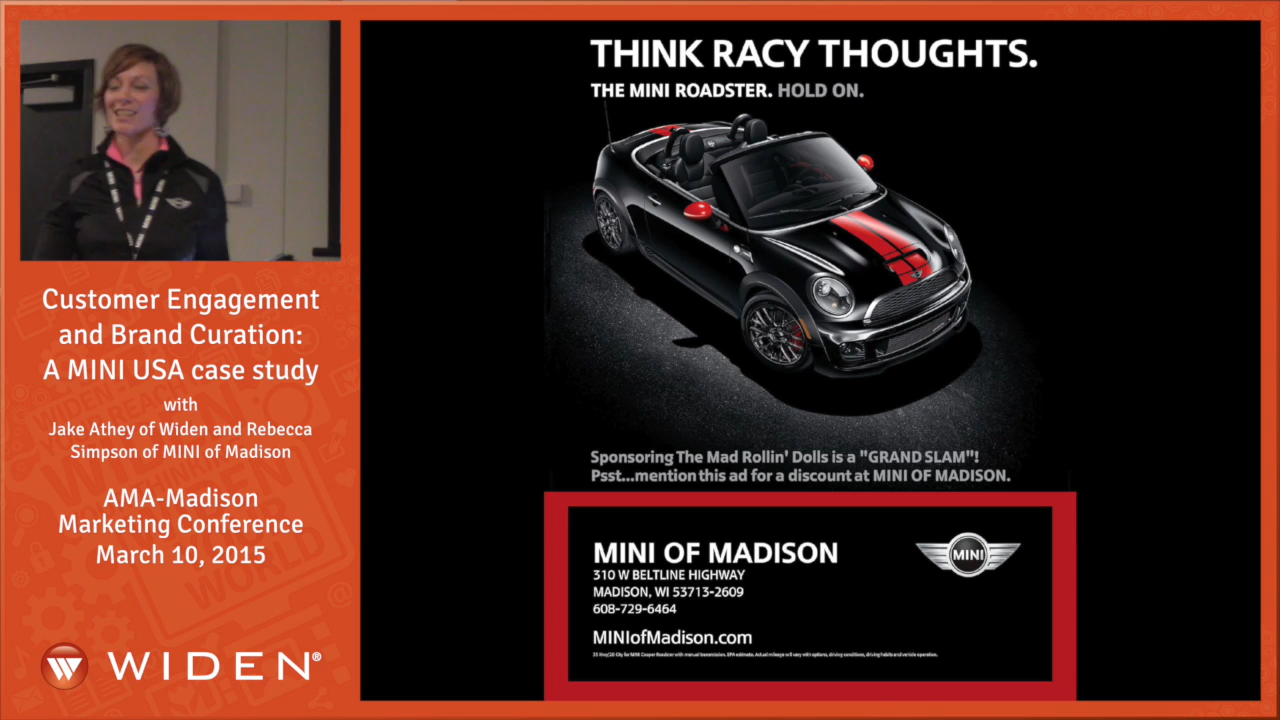 Customer Engagement
and Brand Curation:
A MINI USA case study
with
Jake Athey of Widen and Rebecca
Simpson of MINI of Madison
AMA-Madison
Marketing Conference
March 10, 2015
WIDEN®
THINK RACY THOUGHTS.
THE MINI ROADSTER. HOLD ON.
Sponsoring The Mad Rollin' Dolls is a "GRAND SLAM"!
Psst...mention this ad for a discount at MINI OF MADISON.
MINI OF MADISON
MINI
310 W BELTLINE HIGHWAY
MADISON, WI 53713-2609
608-729-6464
MINIofMadison.com